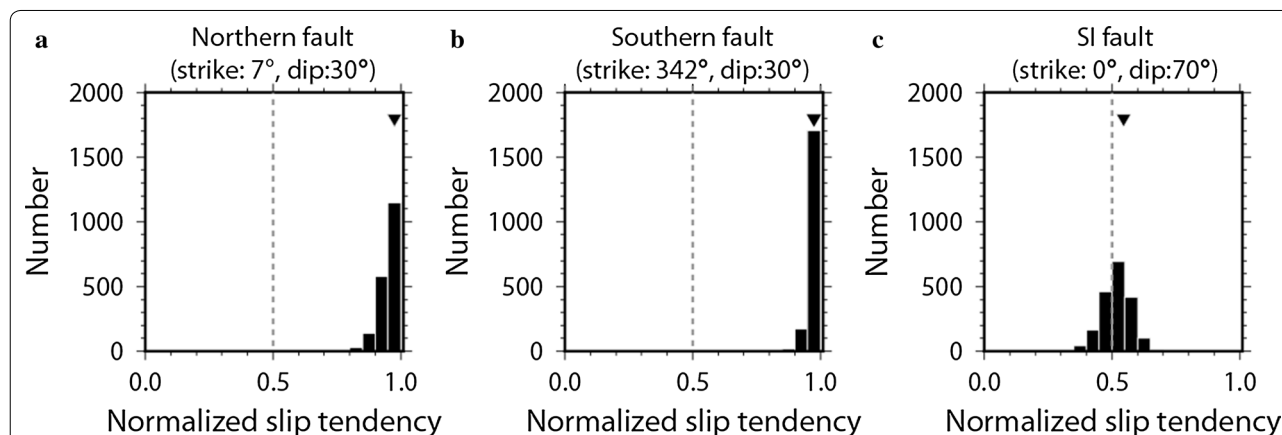 a
Northern fault
(strike: 7°, dip:30°)
2000
1500
1000
500
0
Number
0.0 0.5 1.0
Normalized slip tendency
b
Southern fault
(strike: 342°, dip:30°)
2000
1500
1000
500
0
Number
0.0 0.5 1.0
Normalized slip tendency
c
SI fault
(strike: 0°, dip:70°)
2000
1500
1000
500
0
Number
0.0 0.5 1.0
Normalized slip tendency